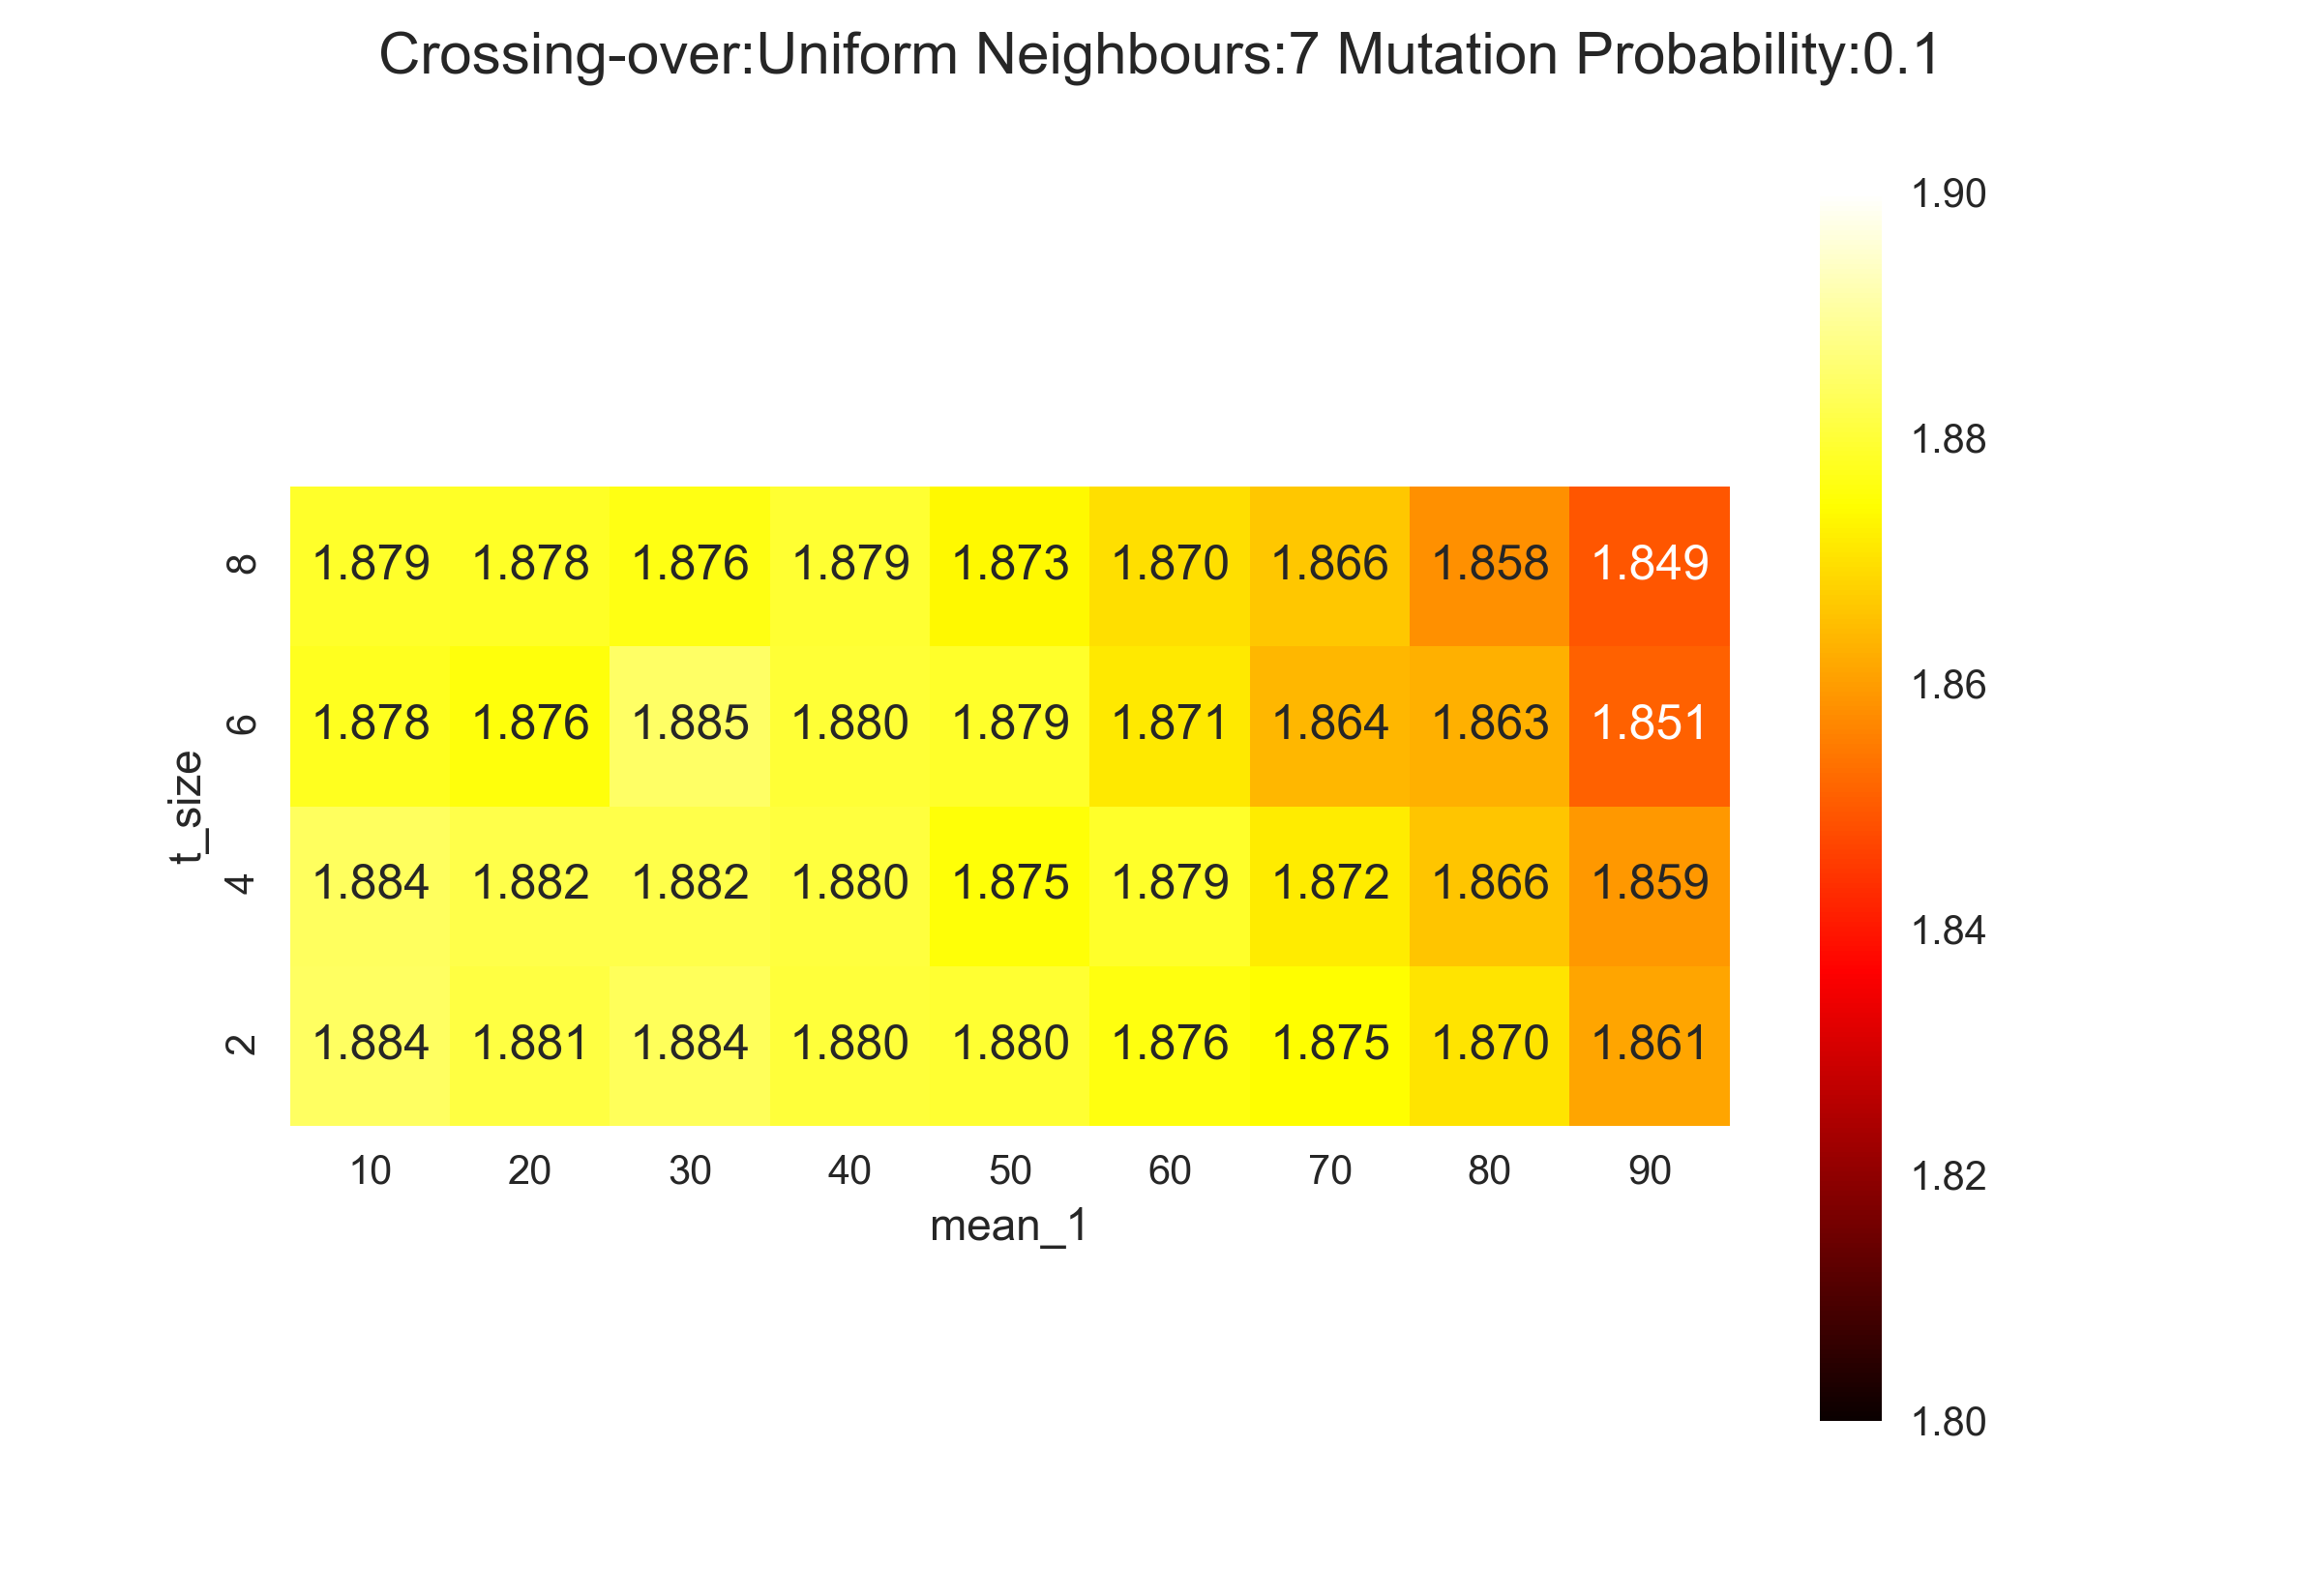 Crossing-over:Uniform Neighbours:7 Mutation Probability:0.1
t_size
8 1.879 1.878 1.876 1.879 1.873 1.870 1.866 1.858 1.849
6 1.878 1.876 1.885 1.880 1.879 1.871 1.864 1.863 1.851
4 1.884 1.882 1.882 1.880 1.875 1.879 1.872 1.866 1.859
2 1.884 1.881 1.884 1.880 1.880 1.876 1.875 1.870 1.861
10 20 30 40 50 60 70 80 90
mean_1
1.90
1.88
1.86
1.84
1.82
1.80